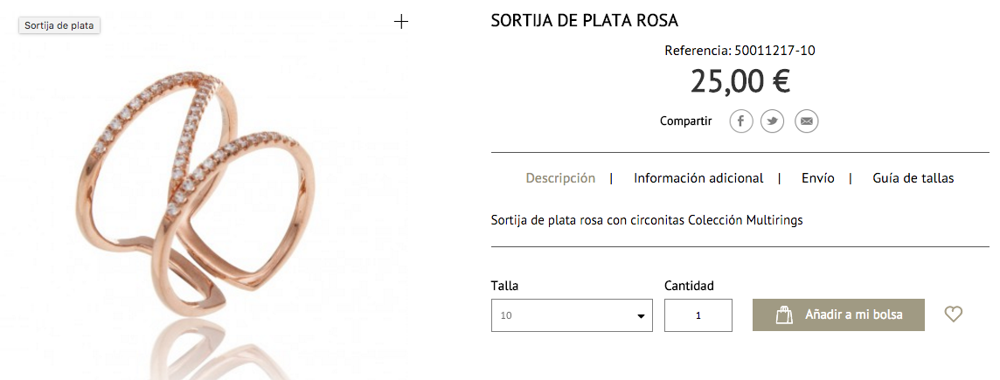 Sortija de plata
SORTIJA DE PLATA ROSA
Referencia: 50011217-10
25,00 €
Compartir
Descripción | Información adicional | Envío | Guía de tallas
Sortija de plata rosa con circonitas Colección Multirings
Talla Cantidad
10 1 Añadir a mi bolsa